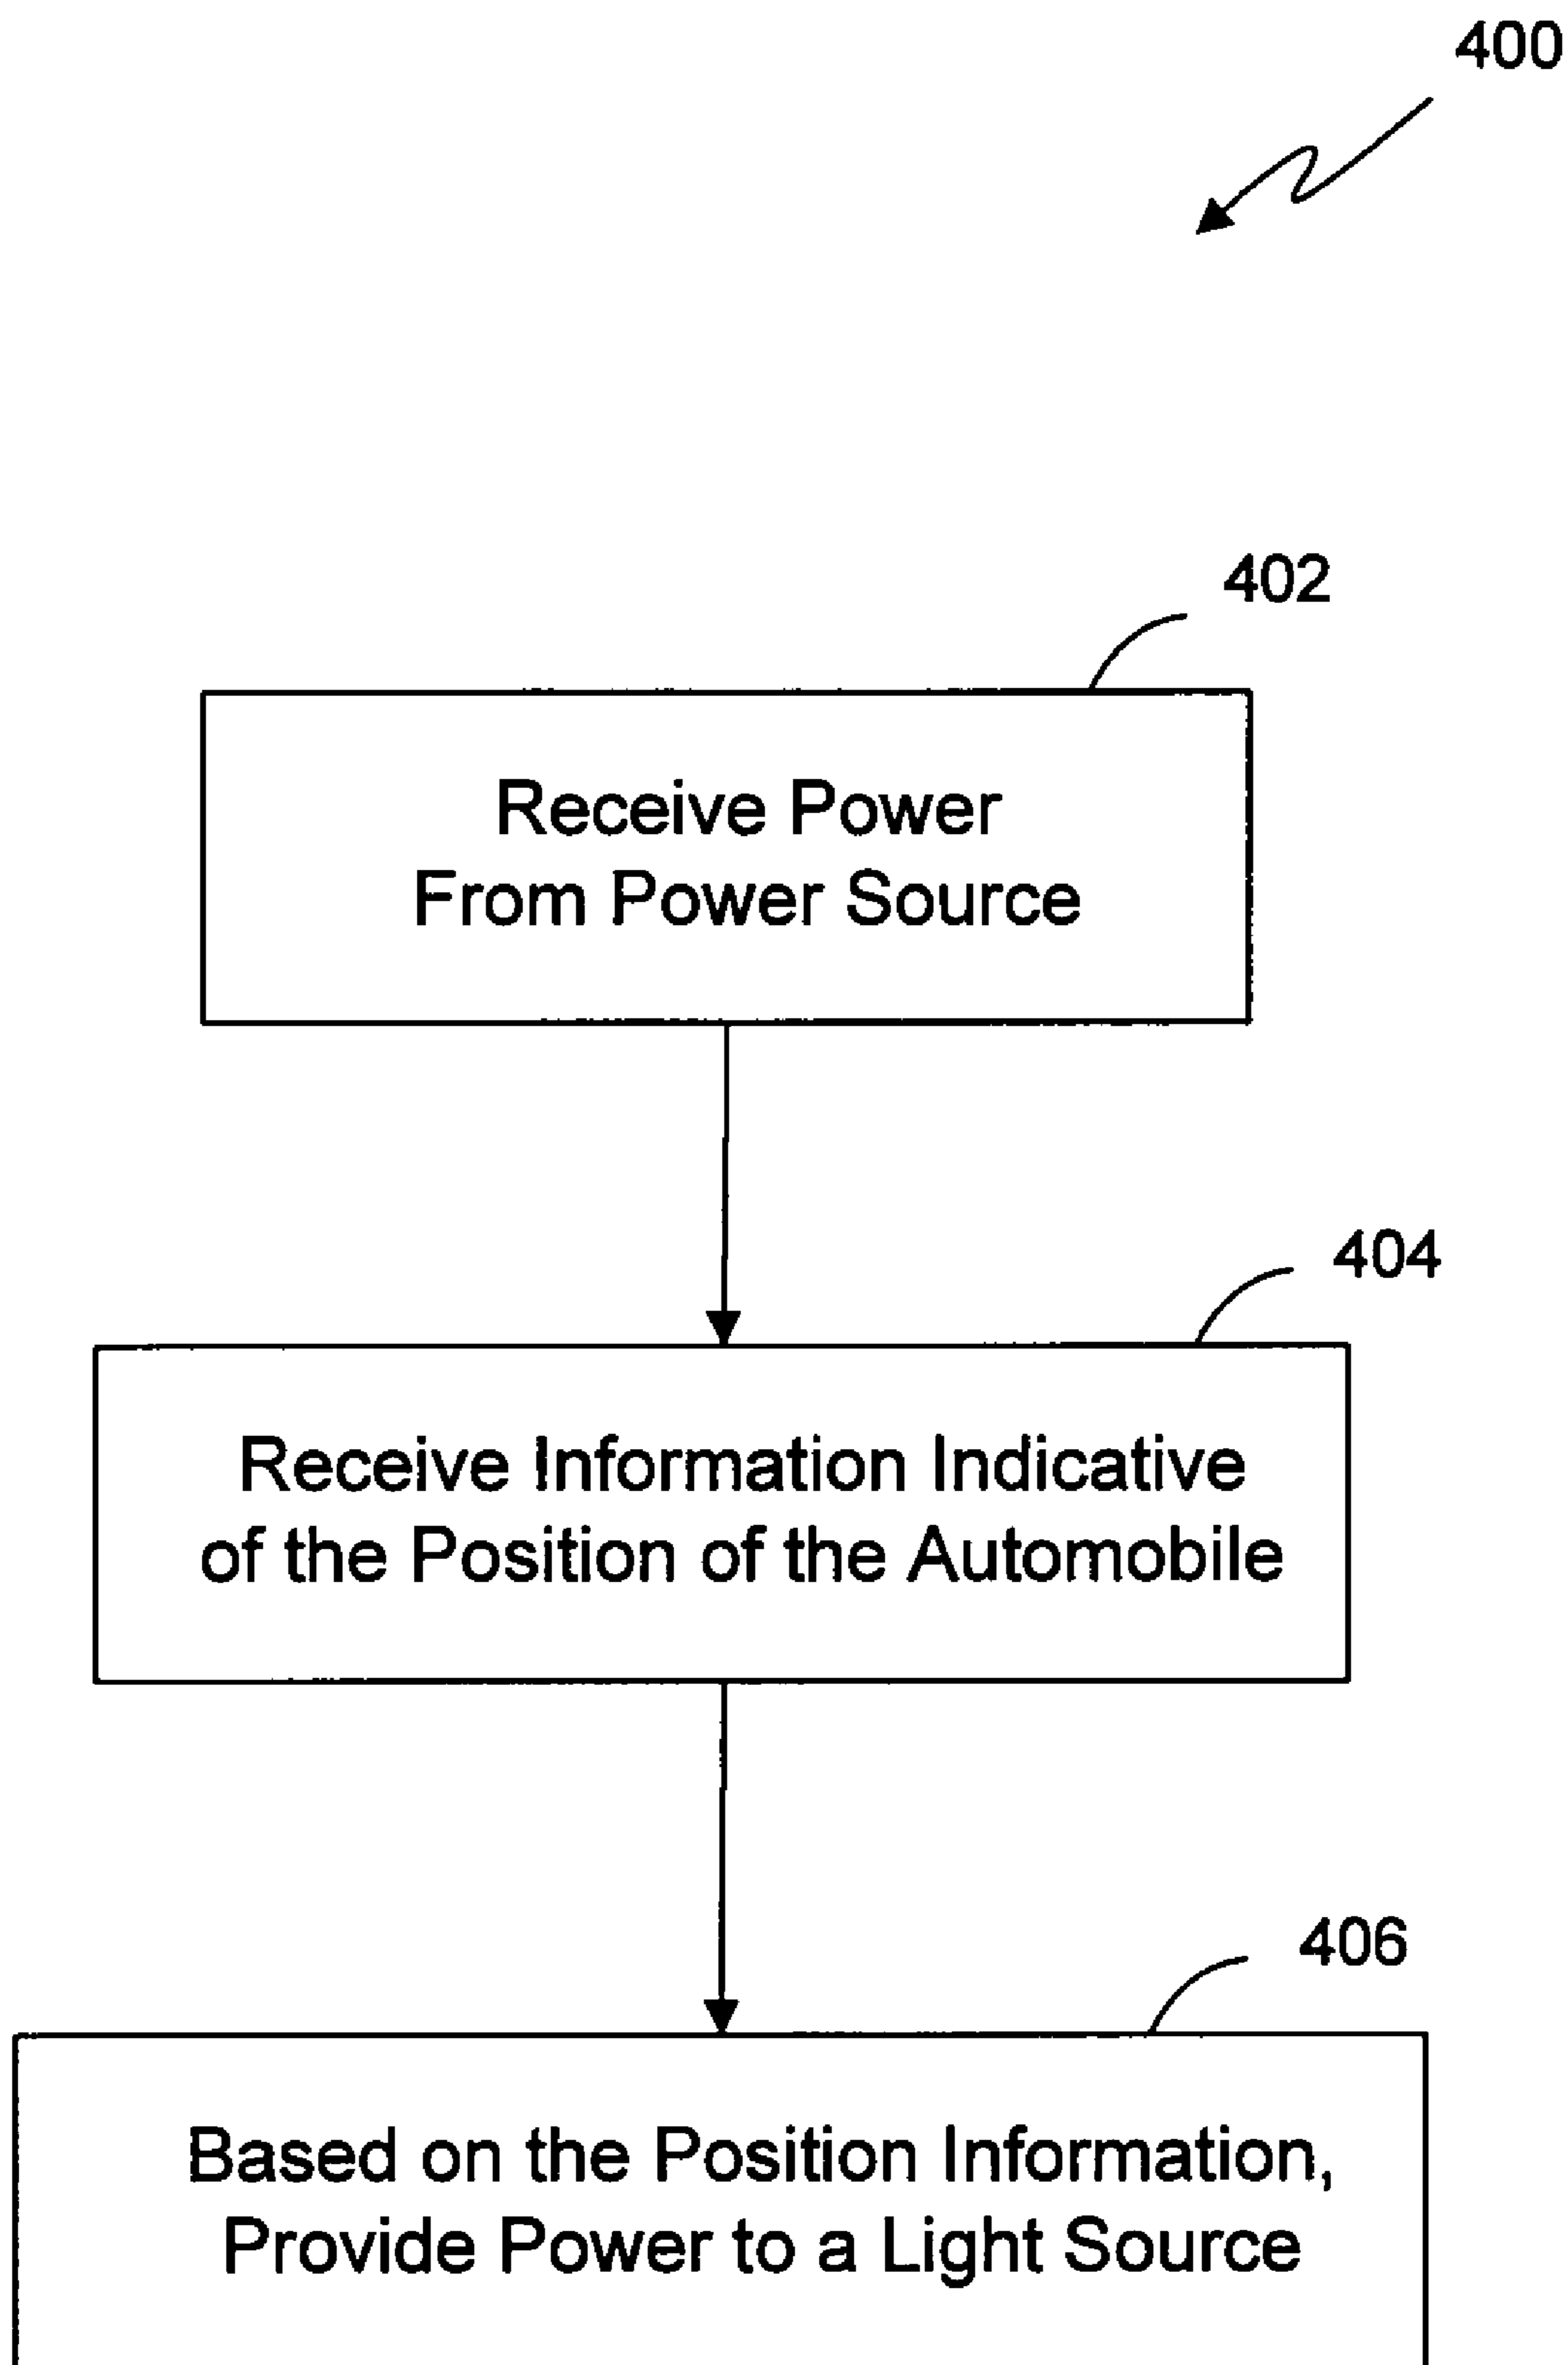 400
402
Receive Power
From Power Source
404
Receive Information Indicative
of the Position of the Automobile
406
Based on the Position Information,
Provide Power to a Light Source